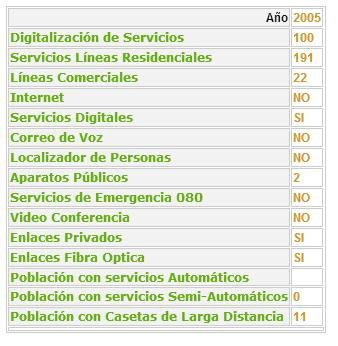 Año 2005
Digitalización de Servicios 100
Servicios Líneas Residenciales 191
Líneas Comerciales 22
Internet NO
Servicios Digitales SI
Correo de Voz NO
Localizador de Personas NO
Aparatos Públicos 2
Servicios de Emergencia 080 NO
Video Conferencia NO
Enlaces Privados SI
Enlaces Fibra Optica SI
Población con servicios Automáticos
Población con servicios Semi-Automáticos 0
Población con Casetas de Larga Distancia 11